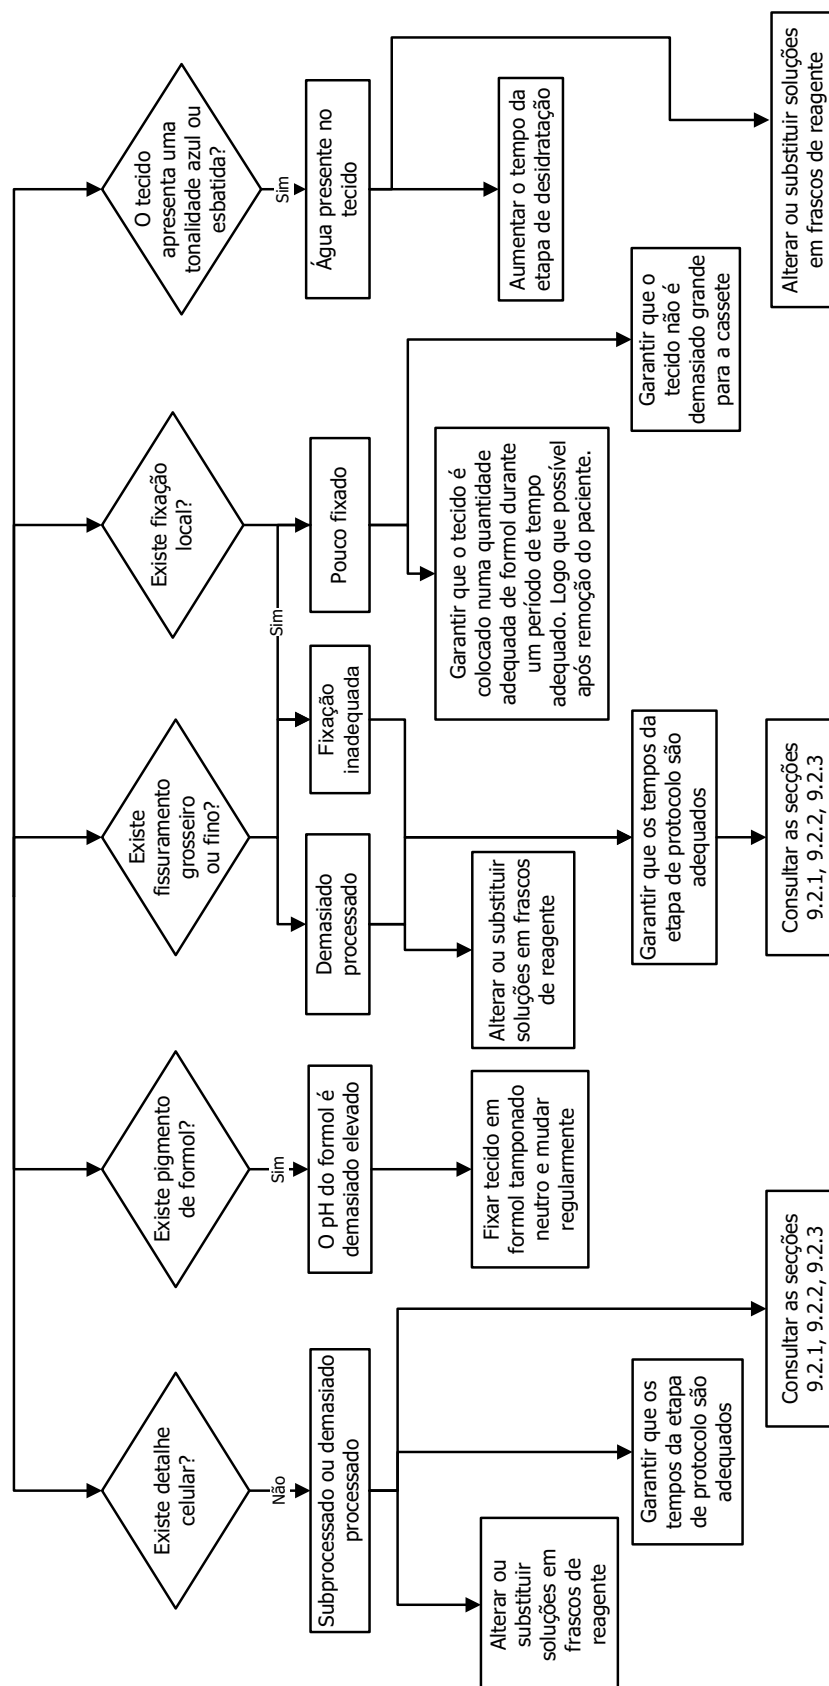 Existe detalhe
celular?
Não
Subprocessado ou demasiado
processado
Alterar ou
substituir
soluções em
frascos de
reagente
Garantir que os
tempos da etapa
de protocolo são
adequados
Consultar as secções
9.2.1, 9.2.2, 9.2.3
Existe pigmento
de formol?
Sim
O pH do formol é
demasiado elevado
Fixar tecido em
formol tamponado
neutro e mudar
regularmente
Existe
fissuramento
grosseiro
ou fino?
Sim
Demasiado
processado
Fixação
inadequada
Alterar ou substituir
soluções em frascos
de reagente
Garantir que os tempos da
etapa de protocolo são
adequados
Consultar as secções
9.2.1, 9.2.2, 9.2.3
Existe fixação
local?
Pouco fixado
Garantir que o tecido é
colocado numa quantidade
adequada de formol durante
um período de tempo
adequado. Logo que possível
após remoção do paciente.
Garantir que o
tecido não é
demasiado grande
para a cassete
O tecido
apresenta uma
tonalidade azul ou
esbatida?
Sim
Água presente no
tecido
Aumentar o tempo da
etapa de desidratação
Alterar ou substituir soluções
em frascos de reagente